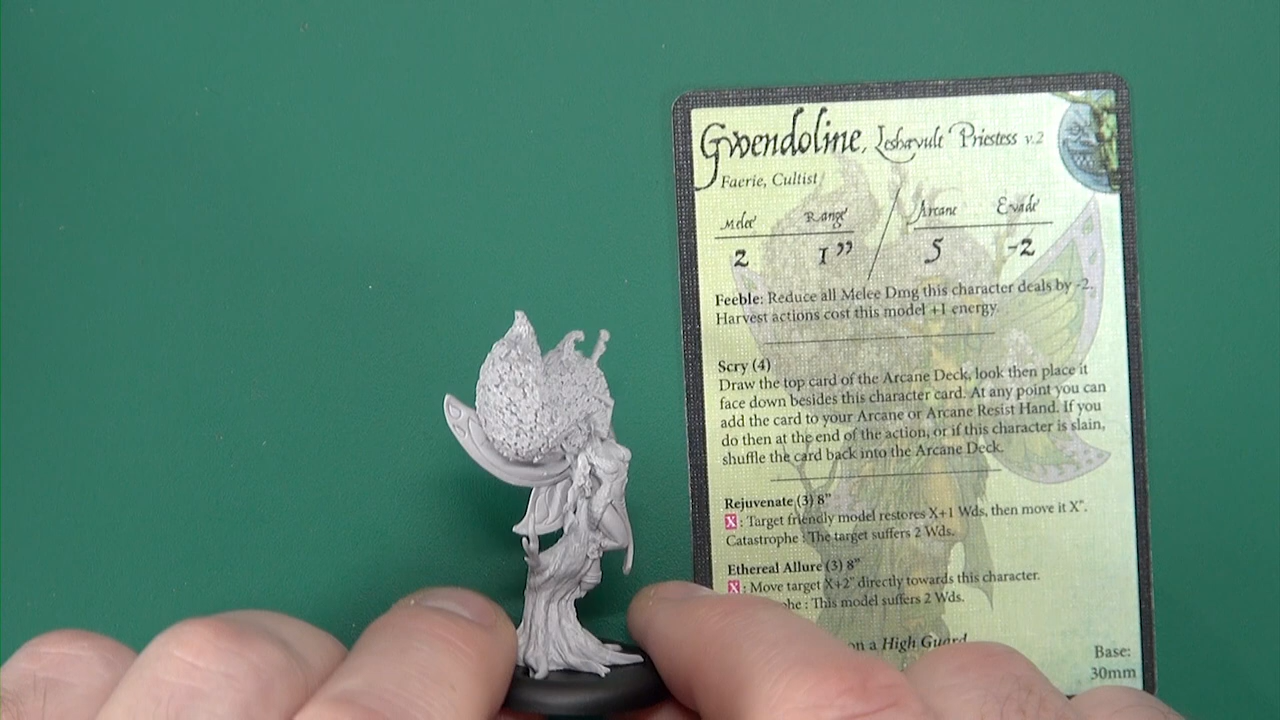 Gwendoline, Leshavult Priestess v.2
Faerie, Cultist
Melee Range Arcane Evade
2 1” 5 -2
Feeble: Reduce all Melee Dmg this character deals by -2.
Harvest actions cost this model +1 energy.
Scry (4)
Draw the top card of the Arcane Deck, look then place it
face down besides this character card. At any point you can
add the card to your Arcane or Arcane Resist Hand. If you
do then at the end of the action, or if this character is slain,
shuffle the card back into the Arcane Deck.
Rejuvenate (3) 8”
X: Target friendly model restores X+1 Wds, then move it X”.
Catastrophe : The target suffers 2 Wds.
Ethereal Allure (3) 8”
X: Move target X+2” directly towards this character.
phe : This model suffers 2 Wds.
on a High Guard
Base:
30mm